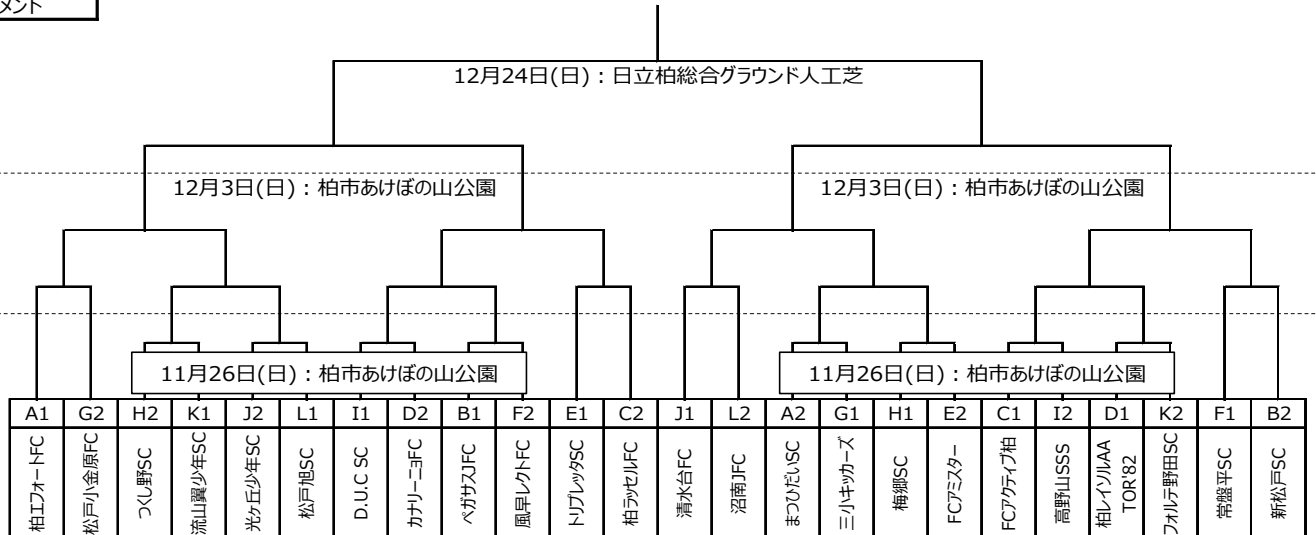 メント
12月24日(日)：日立柏総合グラウンド人工芝
12月3日(日)：柏市あけぼの山公園
12月3日(日)：柏市あけぼの山公園
11月26日(日)：柏市あけぼの山公園
11月26日(日)：柏市あけぼの山公園
A1 G2 H2 K1 J2 L1 I1 D2 B1 F2 E1 C2 J1 L2 A2 G1 H1 E2 C1 I2 D1 K2 F1 B2
柏エフォートFC
松戸小金原FC
つくし野SC
流山翼少年SC
光ヶ丘少年SC
松戸旭SC
D.U.C SC
カナリーニョFC
ペガサスJFC
風早レクトFC
トリプレッタSC
柏ラッセルFC
清水台FC
沼南JFC
まつひだいSC
三小キッカーズ
梅郷SC
FCアミスター
FCアクティブ柏
高野山SSS
柏レイソルAA
TOR'82
フォルテ野田SC
常盤平SC
新松戸SC